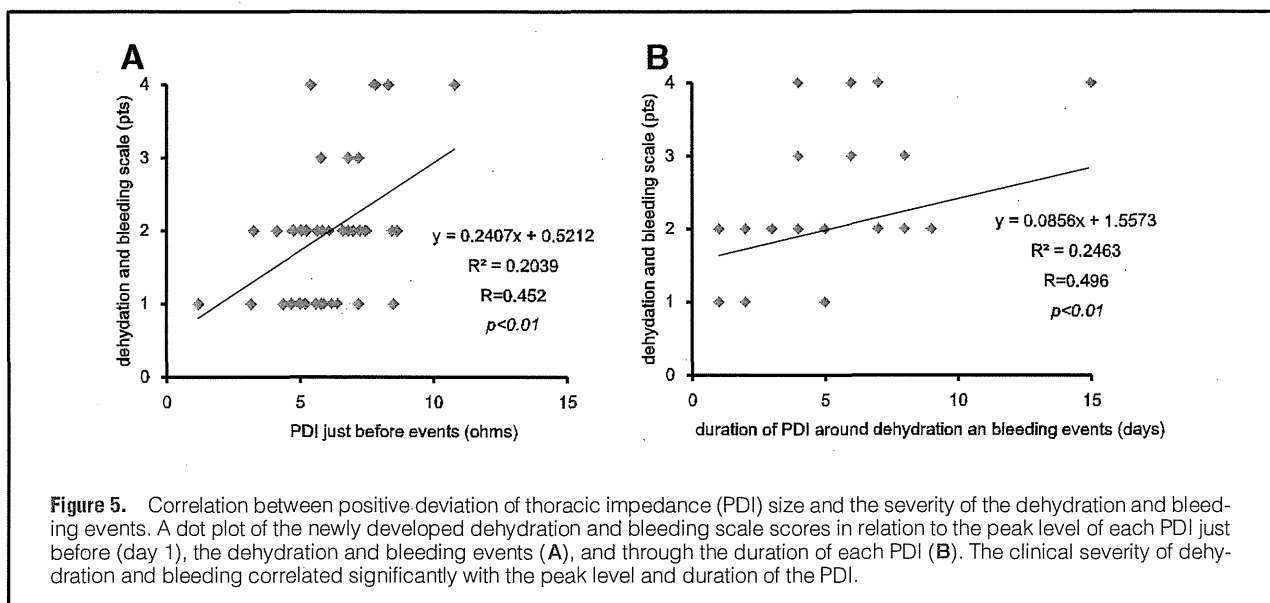 A
dehydation and bleeding scale (pts)
4
3
2
1
0
0 5 10 15
PDI just before events (ohms)
y = 0.2407x + 0.5212
R² = 0.2039
R=0.452
p<0.01
B
dehydation and bleeding scale (pts)
4
3
2
1
0
0 5 10 15
duration of PDI around dehydration an bleeding events (days)
y = 0.0856x + 1.5573
R² = 0.2463
R=0.496
p<0.01
Figure 5. Correlation between positive deviation of thoracic impedance (PDI) size and the severity of the dehydration and bleed-
ing events. A dot plot of the newly developed dehydration and bleeding scale scores in relation to the peak level of each PDI just
before (day 1), the dehydration and bleeding events (A), and through the duration of each PDI (B). The clinical severity of dehy-
dration and bleeding correlated significantly with the peak level and duration of the PDI.